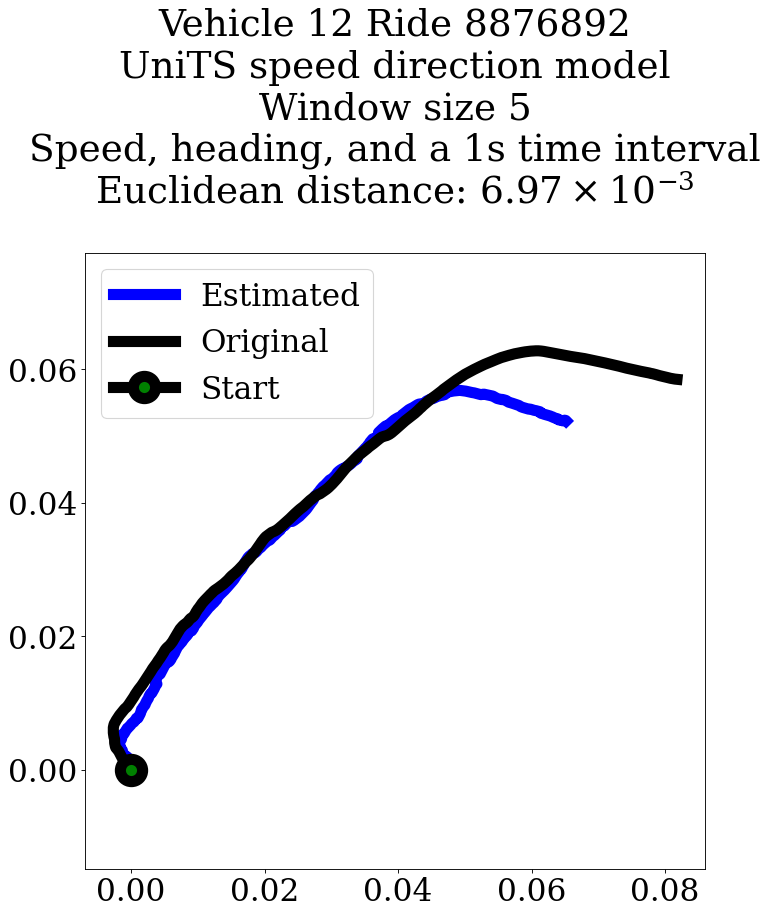 Vehicle 12 Ride 8876892
UniTS speed direction model
Window size 5
Speed, heading, and a 1s time interval
Euclidean distance: 6.97 × 10⁻³
Estimated
Original
Start
0.06
0.04
0.02
0.00
0.00 0.02 0.04 0.06 0.08